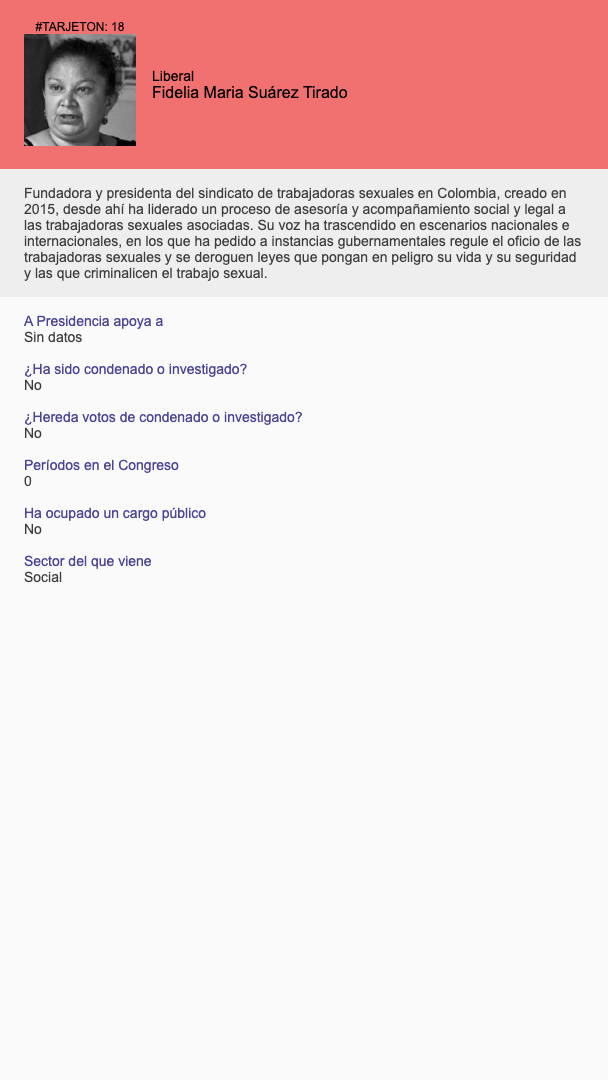 #TARJETON: 18
Liberal
Fidelia Maria Suárez Tirado
Fundadora y presidenta del sindicato de trabajadoras sexuales en Colombia, creado en
2015, desde ahí ha liderado un proceso de asesoría y acompañamiento social y legal a
las trabajadoras sexuales asociadas. Su voz ha trascendido en escenarios nacionales e
internacionales, en los que ha pedido a instancias gubernamentales regule el oficio de las
trabajadoras sexuales y se deroguen leyes que pongan en peligro su vida y su seguridad
y las que criminalicen el trabajo sexual.
A Presidencia apoya a
Sin datos
¿Ha sido condenado o investigado?
No
¿Hereda votos de condenado o investigado?
No
Períodos en el Congreso
0
Ha ocupado un cargo público
No
Sector del que viene
Social